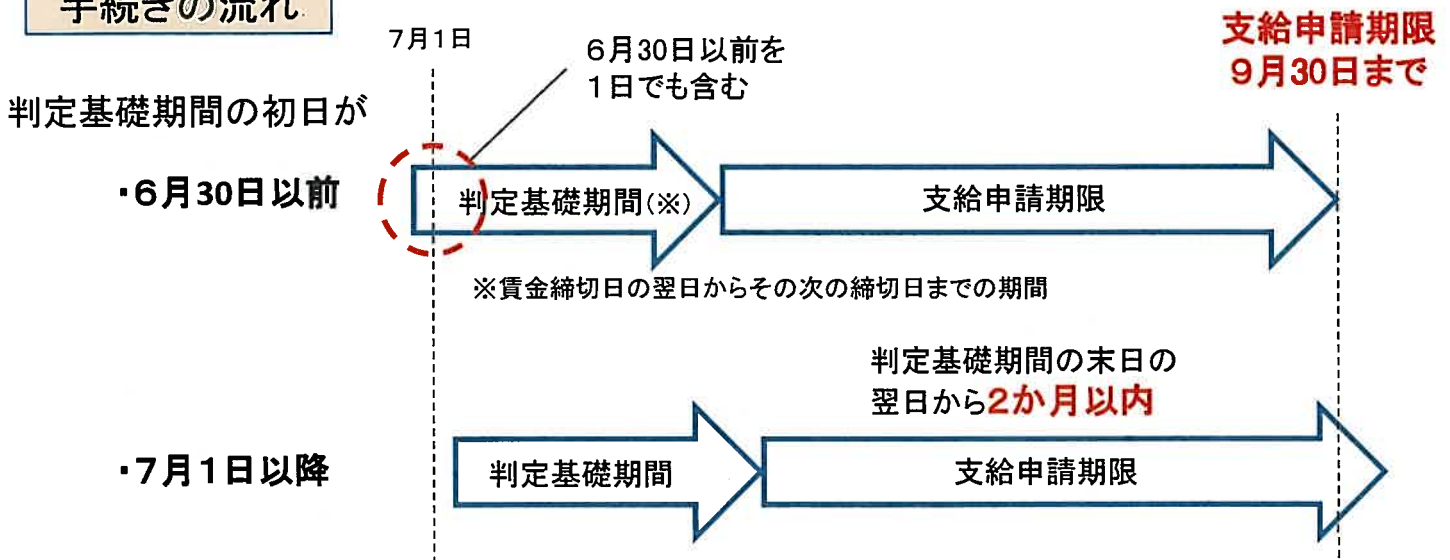 手続きの流れ
7月1日
6月30日以前を
1日でも含む
支給申請期限
9月30日まで
判定基礎期間の初日が
・6月30日以前
判定基礎期間(※)
支給申請期限
※賃金締切日の翌日からその次の締切日までの期間
判定基礎期間の末日の
翌日から2か月以内
・7月1日以降
判定基礎期間
支給申請期限